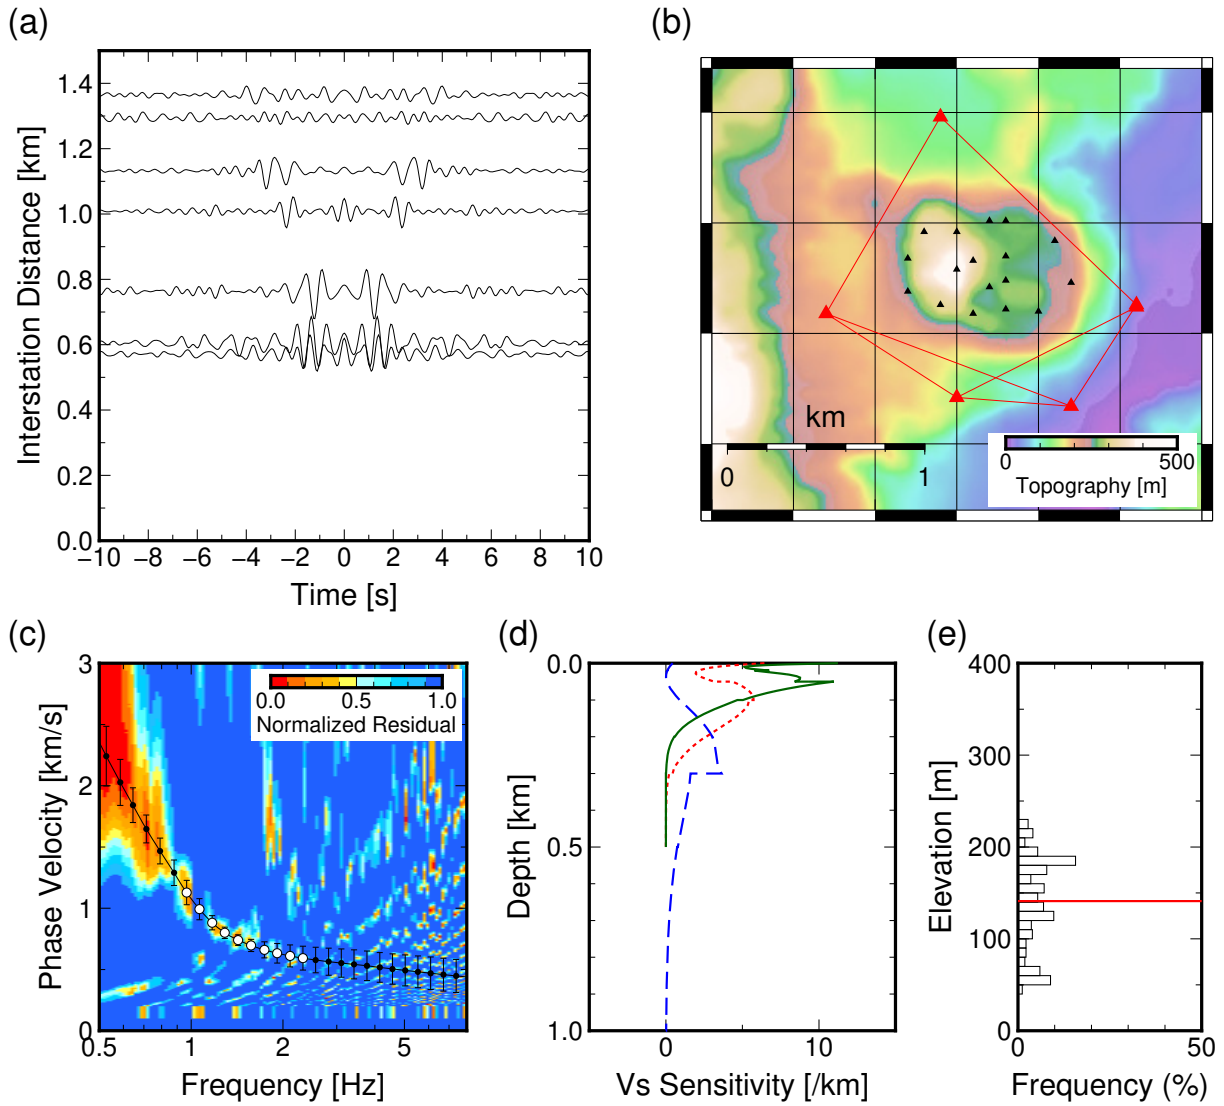 (a)
(b)
1.4
1.2
1.0
0.8
0.6
0.4
0.2
0.0
Interstation Distance [km]
−10 −8 −6 −4 −2 0 2 4 6 8 10
Time [s]
km
0 1
0 500
Topography [m]
(c)
(d)
(e)
3
2
1
0
Phase Velocity [km/s]
0.0 0.5 1.0
Normalized Residual
0.5 1 2 5
Frequency [Hz]
0.0
0.5
1.0
Depth [km]
0 5 10
Vs Sensitivity [/km]
400
300
200
100
0
Elevation [m]
0 50
Frequency (%)